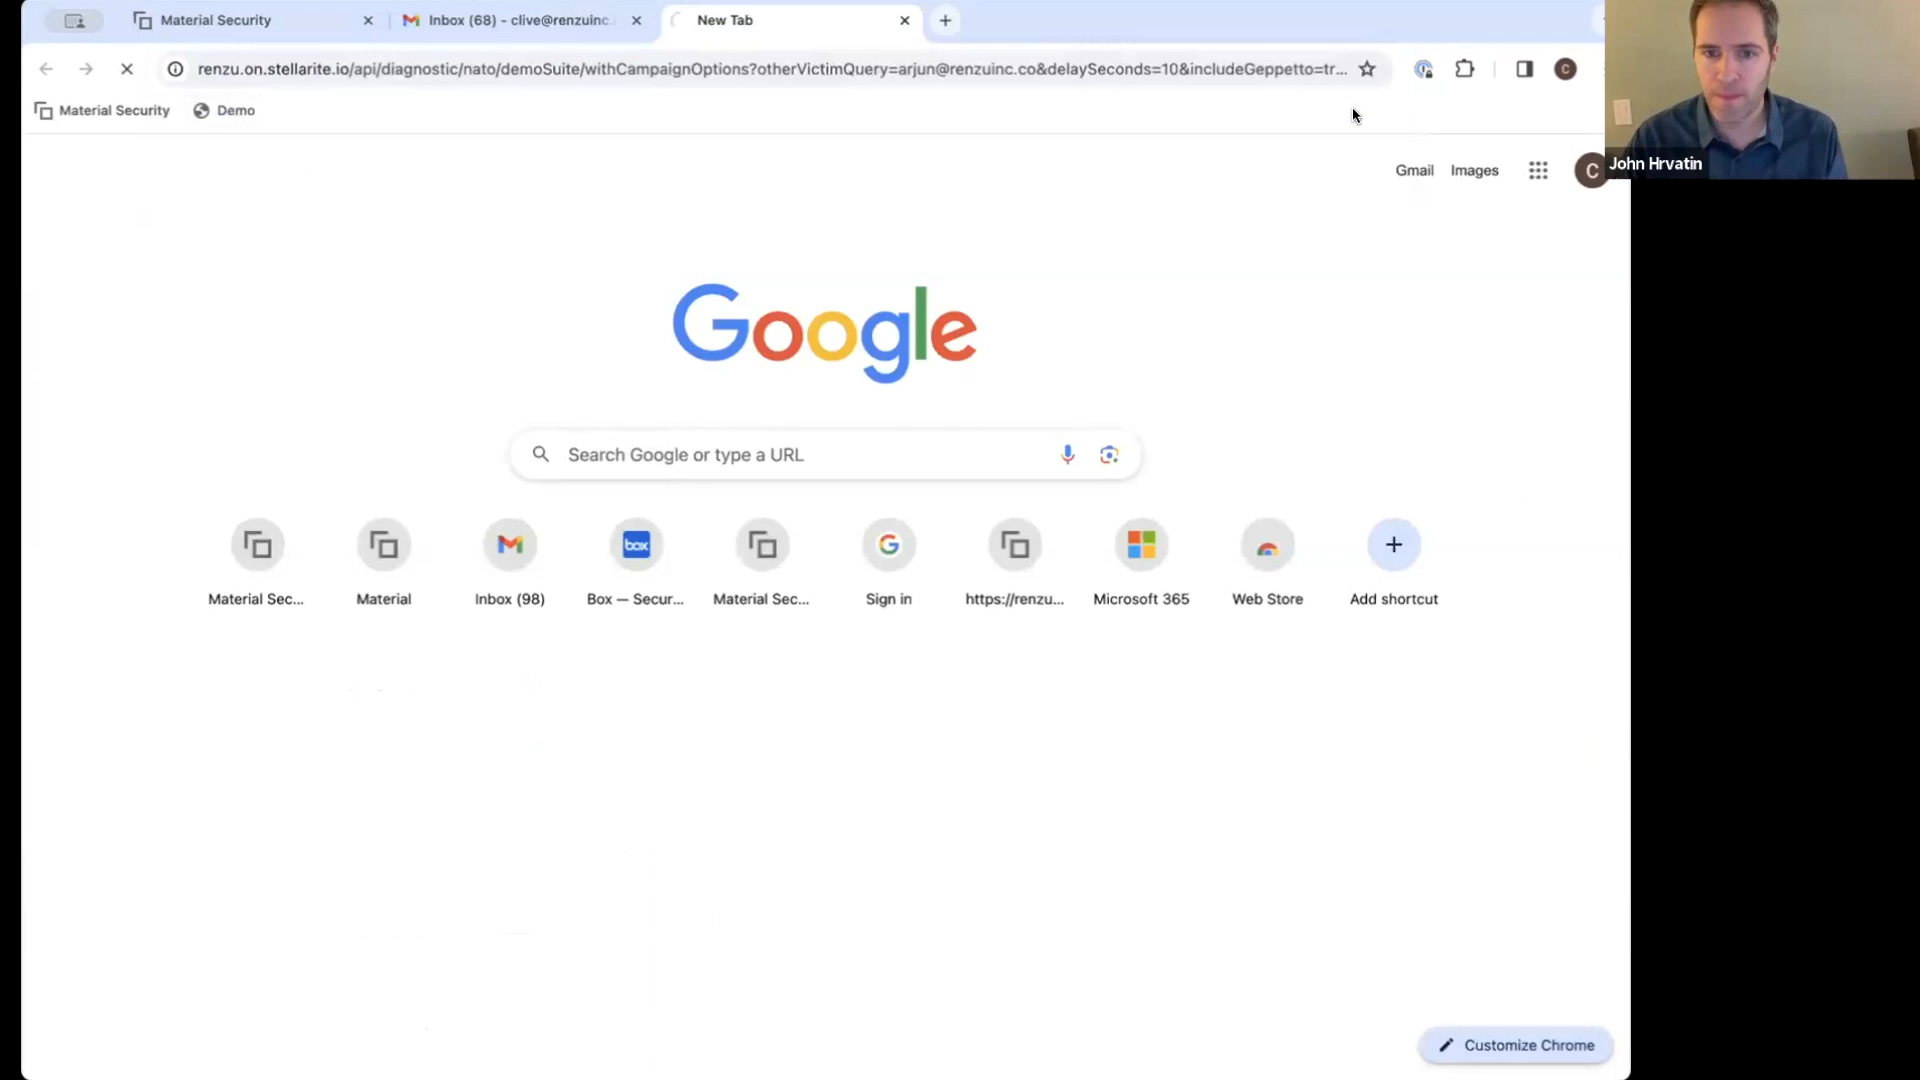 Material Security
Inbox (68) - clive@renzuinc.
New Tab
renzu.on.stellarite.io/api/diagnostic/nato/demoSuite/withCampaignOptions?otherVictimQuery=arjun@renzuinc.co&delaySeconds=10&includeGeppetto=tr...
C
Material Security
Demo
Gmail
Images
C
John Hrvatin
Google
Search Google or type a URL
box
Material Sec...
Material
Inbox (98)
Box — Secur...
Material Sec...
Sign in
https://renzu...
Microsoft 365
Web Store
Add shortcut
Customize Chrome